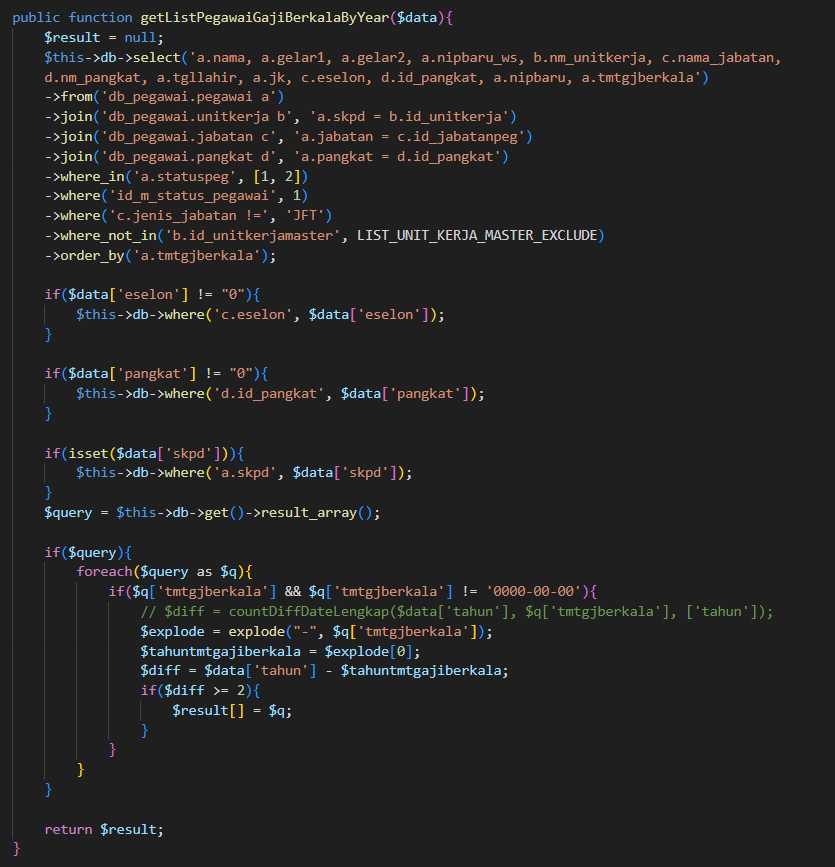 public function getListPegawaiGajiBerkalaByYear($data){
    $result = null;
    $this->db->select('a.nama, a.gelar1, a.gelar2, a.nipbaru_ws, b.nm_unitkerja, c.nama_jabatan,
    d.nm_pangkat, a.tgllahir, a.jk, c.eselon, d.id_pangkat, a.nipbaru, a.tmtgjberkala')
    ->from('db_pegawai.pegawai a')
    ->join('db_pegawai.unitkerja b', 'a.skpd = b.id_unitkerja')
    ->join('db_pegawai.jabatan c', 'a.jabatan = c.id_jabatanpeg')
    ->join('db_pegawai.pangkat d', 'a.pangkat = d.id_pangkat')
    ->where_in('a.statuspeg', [1, 2])
    ->where('id_m_status_pegawai', 1)
    ->where('c.jenis_jabatan !=', 'JFT')
    ->where_not_in('b.id_unitkerjamaster', LIST_UNIT_KERJA_MASTER_EXCLUDE)
    ->order_by('a.tmtgjberkala');

    if($data['eselon'] != "0"){
        $this->db->where('c.eselon', $data['eselon']);
    }

    if($data['pangkat'] != "0"){
        $this->db->where('d.id_pangkat', $data['pangkat']);
    }

    if(isset($data['skpd'])){
        $this->db->where('a.skpd', $data['skpd']);
    }
    $query = $this->db->get()->result_array();

    if($query){
        foreach($query as $q){
            if($q['tmtgjberkala'] && $q['tmtgjberkala'] != '0000-00-00'){
                // $diff = countDiffDateLengkap($data['tahun'], $q['tmtgjberkala'], ['tahun']);
                $explode = explode("-", $q['tmtgjberkala']);
                $tahuntmtgajiberkala = $explode[0];
                $diff = $data['tahun'] - $tahuntmtgajiberkala;
                if($diff >= 2){
                    $result[] = $q;
                }
            }
        }
    }

    return $result;
}